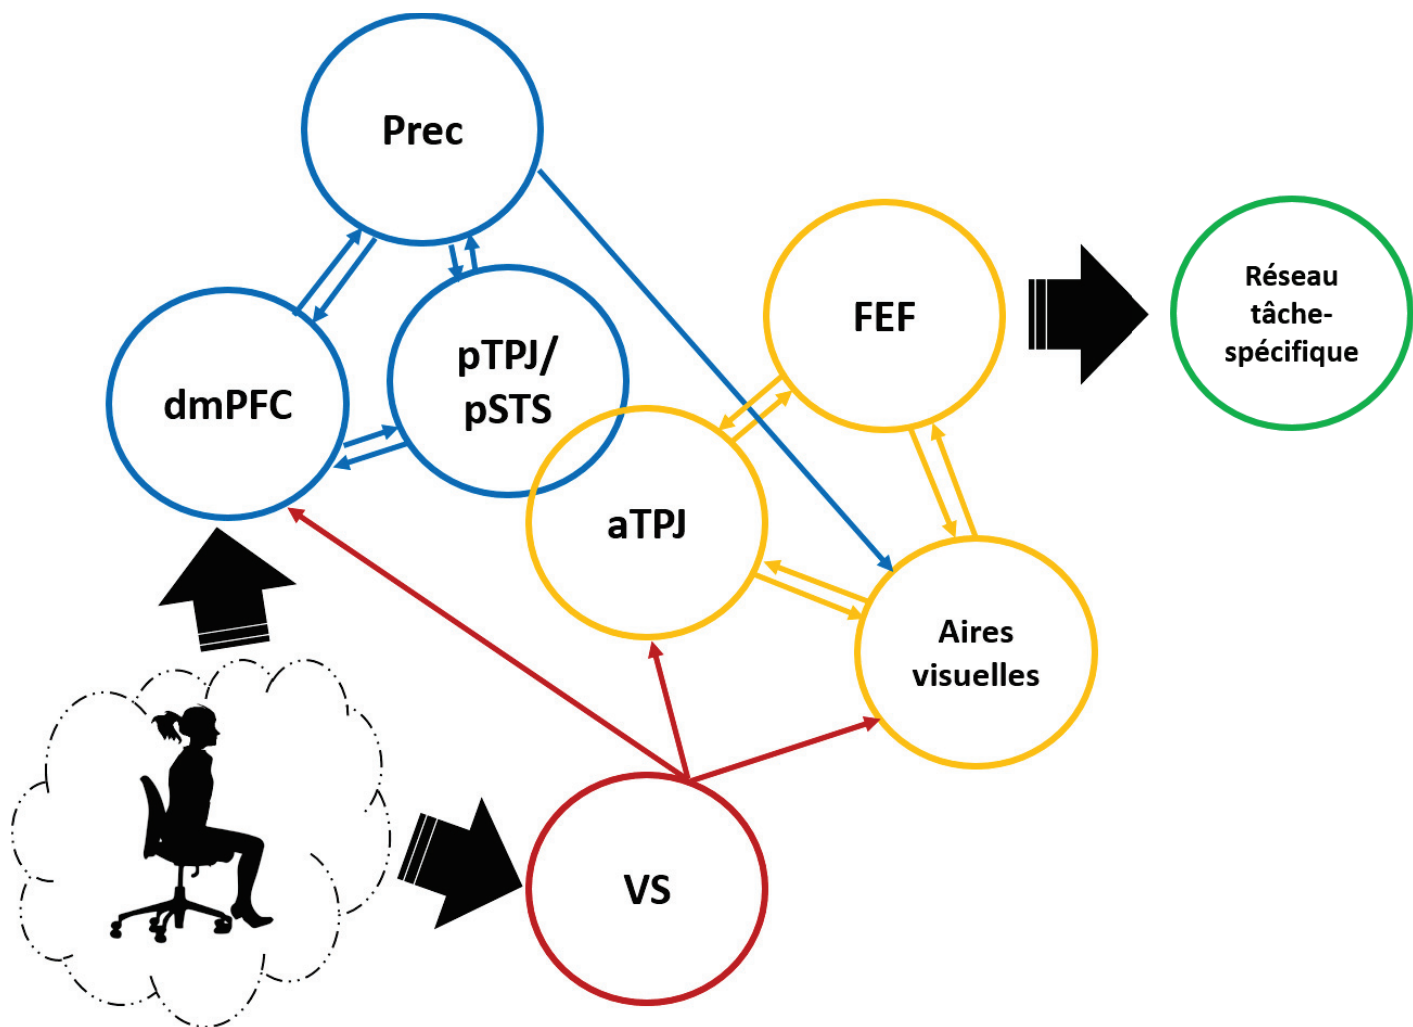 Prec
dmPFC
pTPJ/
pSTS
aTPJ
FEF
Réseau
tâche-
spécifique
Aires
visuelles
VS